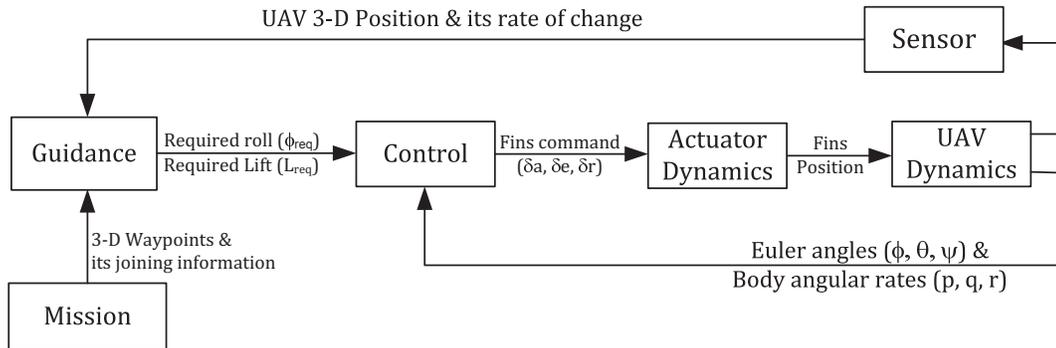 UAV 3-D Position & its rate of change
Sensor
Guidance
Required roll (ϕreq)
Required Lift (Lreq)
Control
Fins command
(δa, δe, δr)
Actuator
Dynamics
Fins
Position
UAV
Dynamics
3-D Waypoints &
its joining information
Euler angles (ϕ, θ, ψ) &
Body angular rates (p, q, r)
Mission